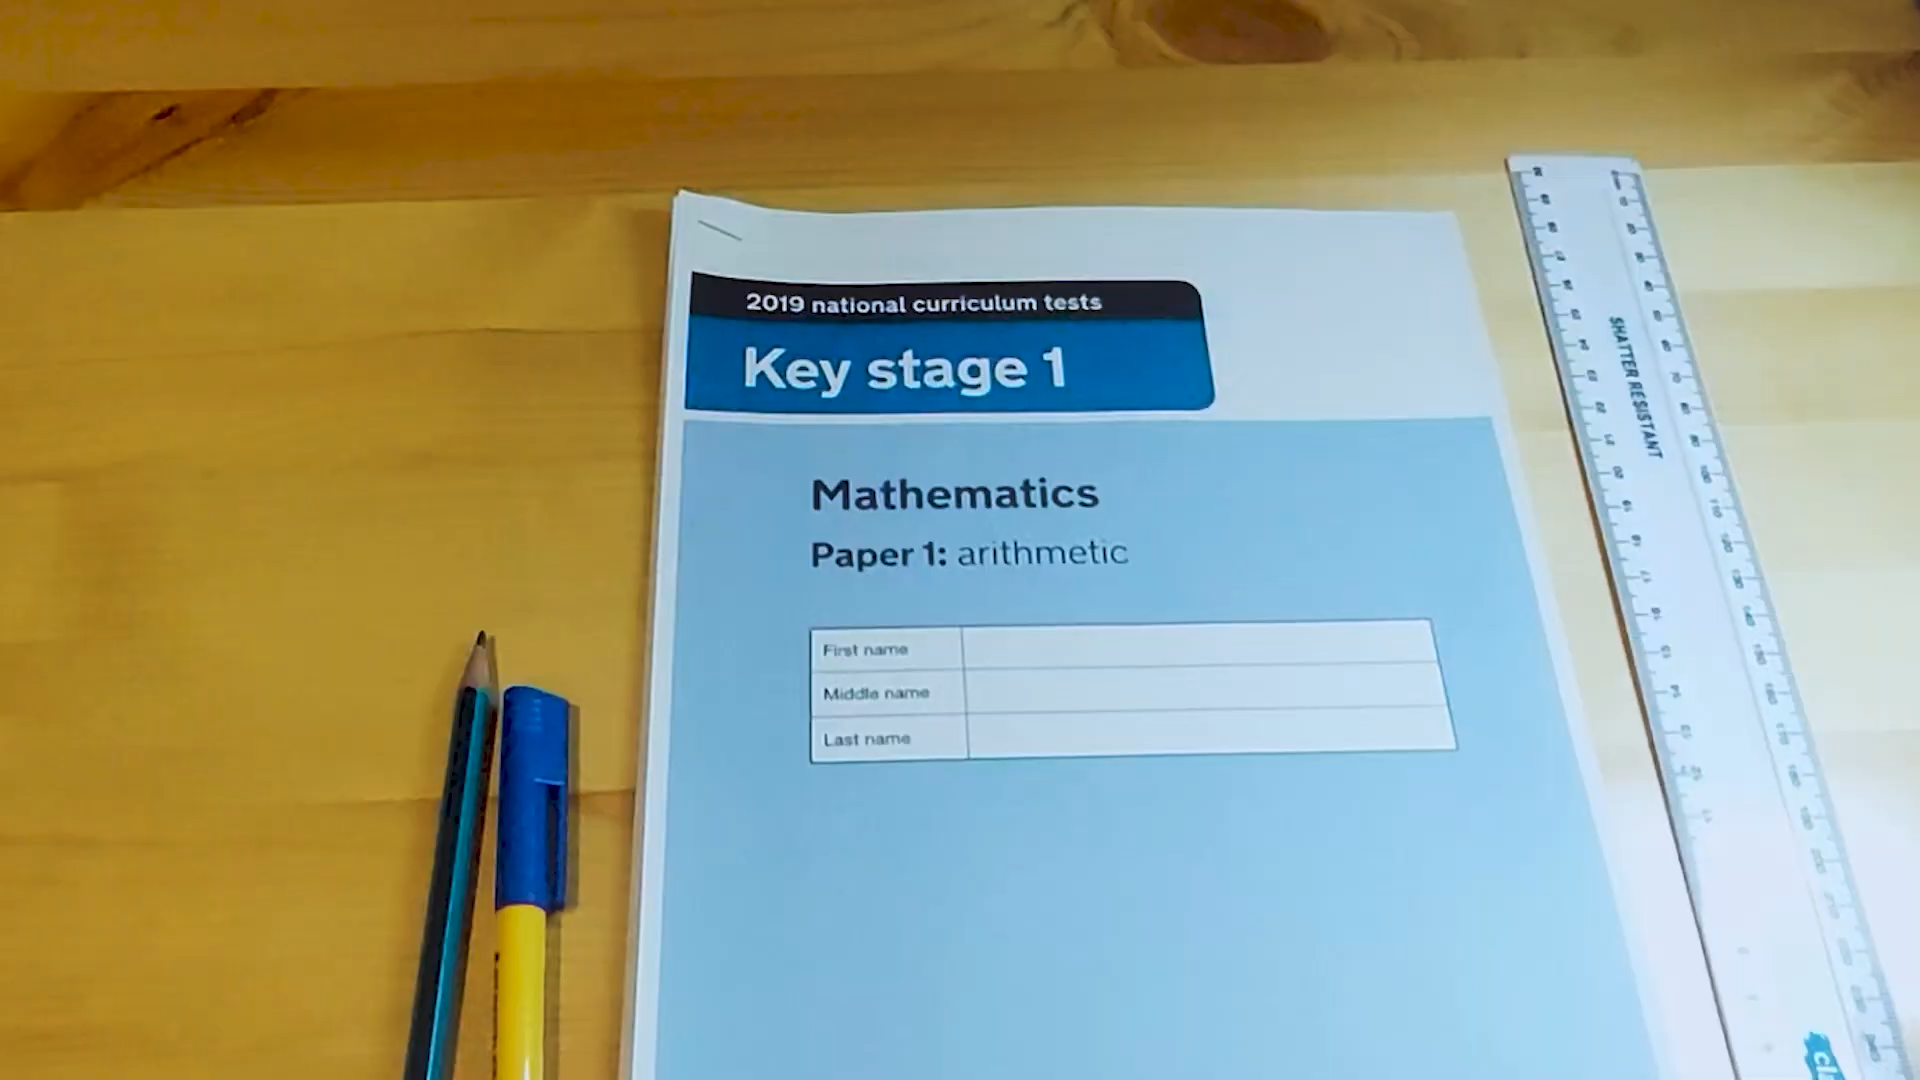 2019 national curriculum tests
Key stage 1
Mathematics
Paper 1: arithmetic
First name
Middle name
Last name
SHATTER RESISTANT